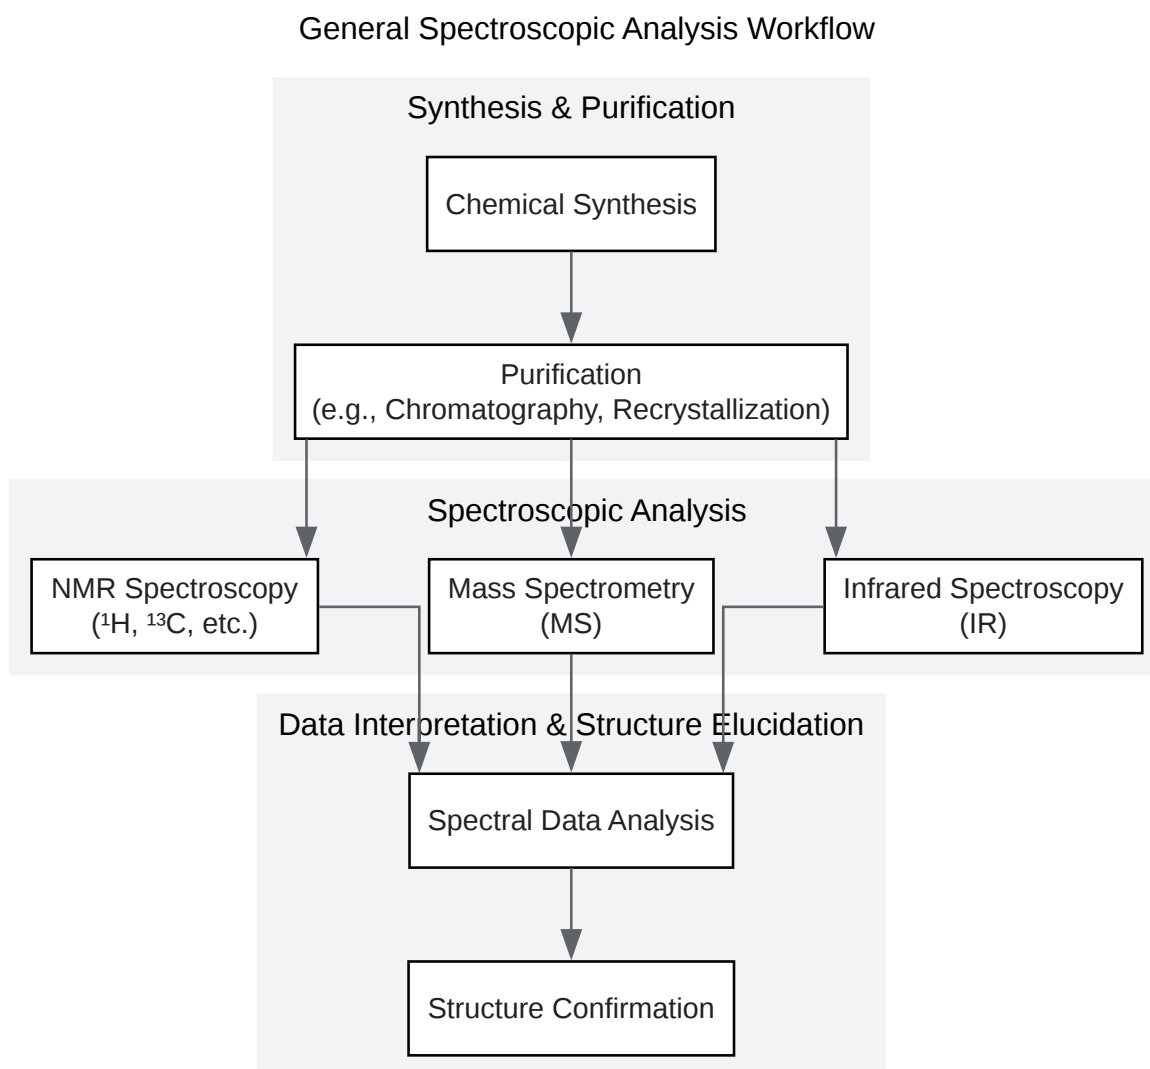 General Spectroscopic Analysis Workflow
Synthesis & Purification
Chemical Synthesis
Purification
(e.g., Chromatography, Recrystallization)
Spectroscopic Analysis
NMR Spectroscopy
(¹H, ¹³C, etc.)
Mass Spectrometry
(MS)
Infrared Spectroscopy
(IR)
Data Interpretation & Structure Elucidation
Spectral Data Analysis
Structure Confirmation